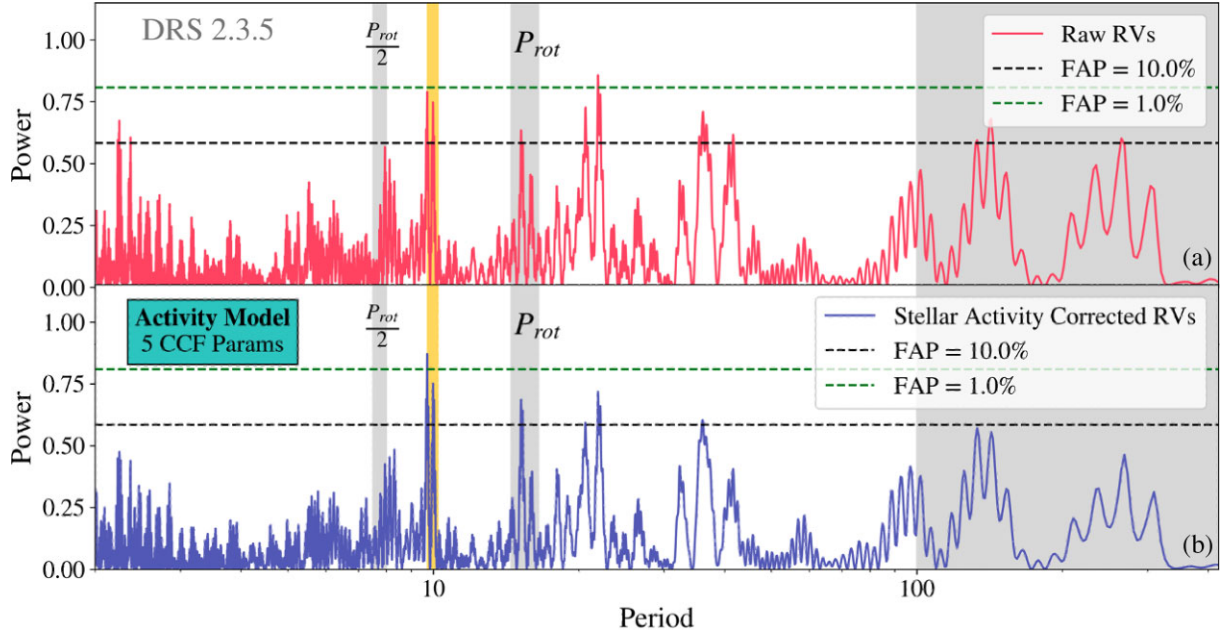 DRS 2.3.5
P_rot/2
P_rot
Raw RVs
FAP = 10.0%
FAP = 1.0%
1.00
0.75
0.50
0.25
0.00
Power
(a)
Activity Model
5 CCF Params
P_rot/2
P_rot
Stellar Activity Corrected RVs
FAP = 10.0%
FAP = 1.0%
1.00
0.75
0.50
0.25
0.00
Power
(b)
10
100
Period